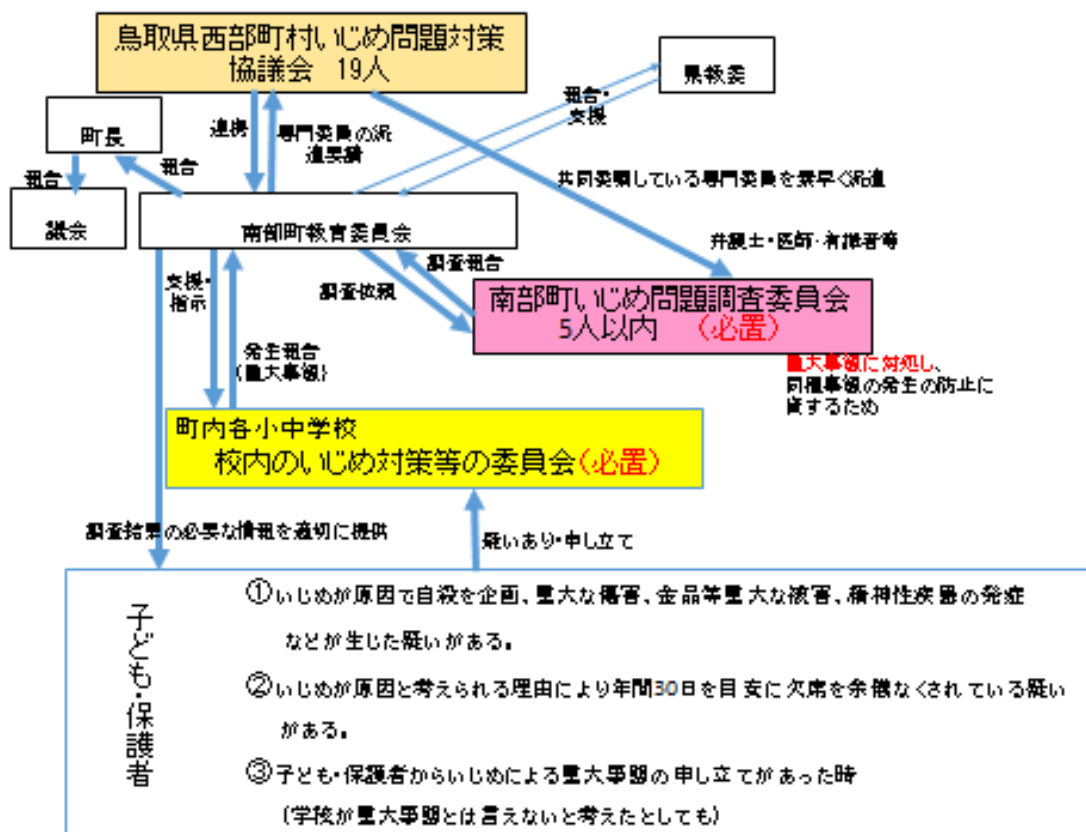 鳥取県西部町村いじめ問題対策
協議会 19人
県教委
町長
報告・
支援
連携
専門委員の派
遣要請
報告
報告
議会
南部町教育委員会
共同委嘱している専門委員を素早く派遣
弁護士・医師・有識者等
支援・
指示
調査報告
調査依頼
南部町いじめ問題調査委員会
5人以内 (必置)
発生報告
(重大事態)
重大事態に対処し、
同種事態の発生の防止に
資するため
町内各小中学校
校内のいじめ対策等の委員会(必置)
調査結果の必要な情報を適切に提供
疑いあり・申し立て
子ども・保護者
①いじめが原因で自殺を企画、重大な傷害、金品等重大な被害、精神性疾患の発症
などが生じた疑いがある。
②いじめが原因と考えられる理由により年間30日を目安に欠席を余儀なくされている疑い
がある。
③子ども・保護者からいじめによる重大事態の申し立てがあった時
(学校が重大事態とは言えないと考えたとしても)